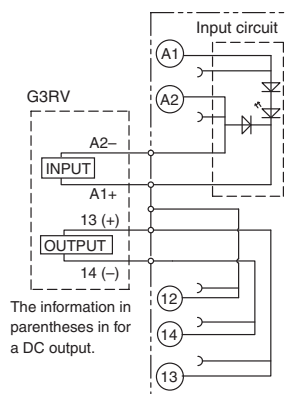 Input circuit
A1
A2
G3RV
A2–
INPUT
A1+
13 (+)
OUTPUT
14 (–)
The information in
parentheses in for
a DC output.
12
14
13